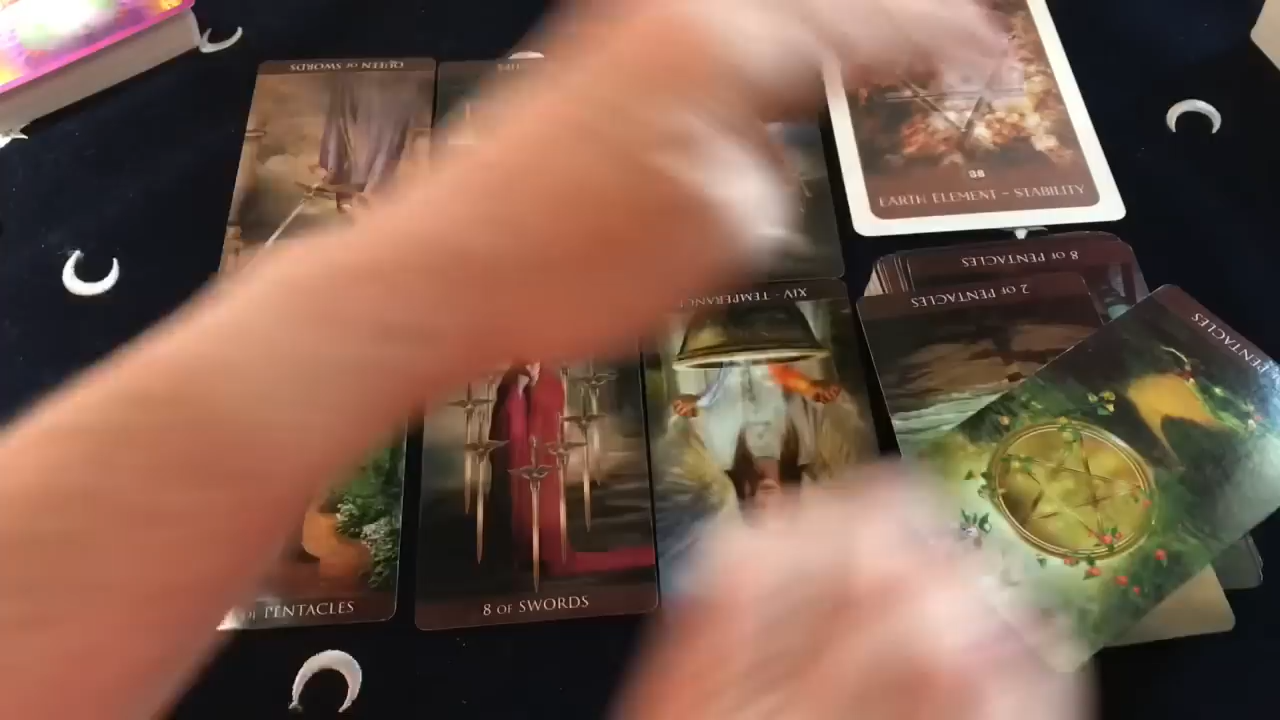 QUEEN OF SWORDS
38
EARTH ELEMENT - STABILITY
8 OF PENTACLES
2 OF PENTACLES
PENTACLES
XIV - TEMPERANCE
OF PENTACLES
8 OF SWORDS